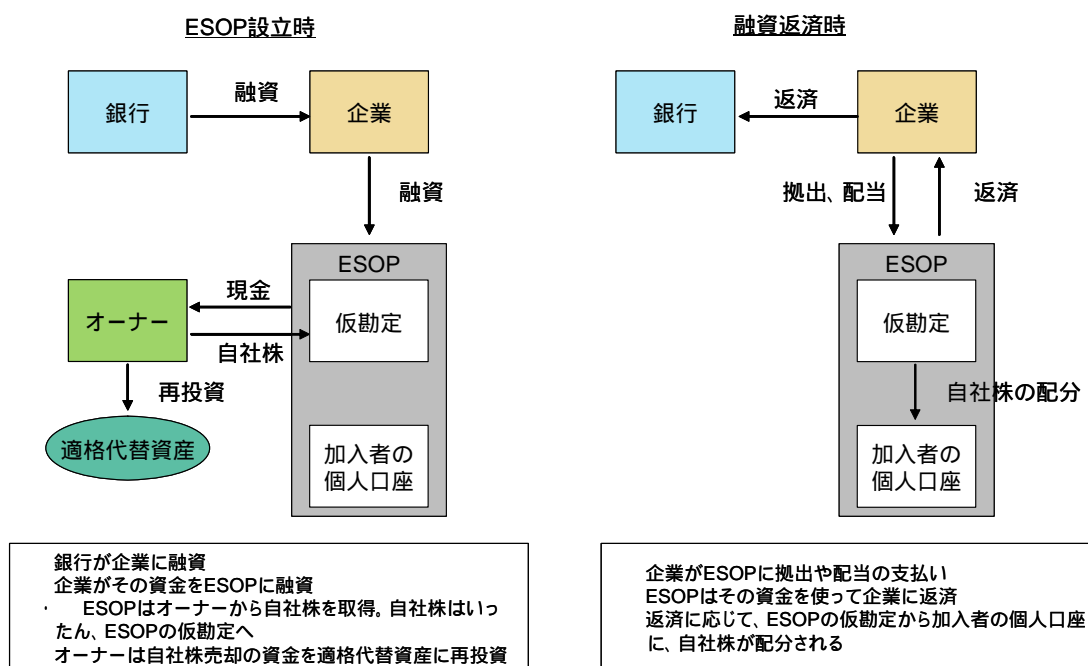 ESOP設立時
銀行
融資
企業
融資
ESOP
オーナー
現金
自社株
仮勘定
再投資
適格代替資産
加入者の
個人口座
銀行が企業に融資
企業がその資金をESOPに融資
・ ESOPはオーナーから自社株を取得。自社株はいっ
たん、ESOPの仮勘定へ
オーナーは自社株売却の資金を適格代替資産に再投資
融資返済時
銀行
返済
企業
拠出、配当
返済
ESOP
仮勘定
自社株の配分
加入者の
個人口座
企業がESOPに拠出や配当の支払い
ESOPはその資金を使って企業に返済
返済に応じて、ESOPの仮勘定から加入者の個人口座
に、自社株が配分される